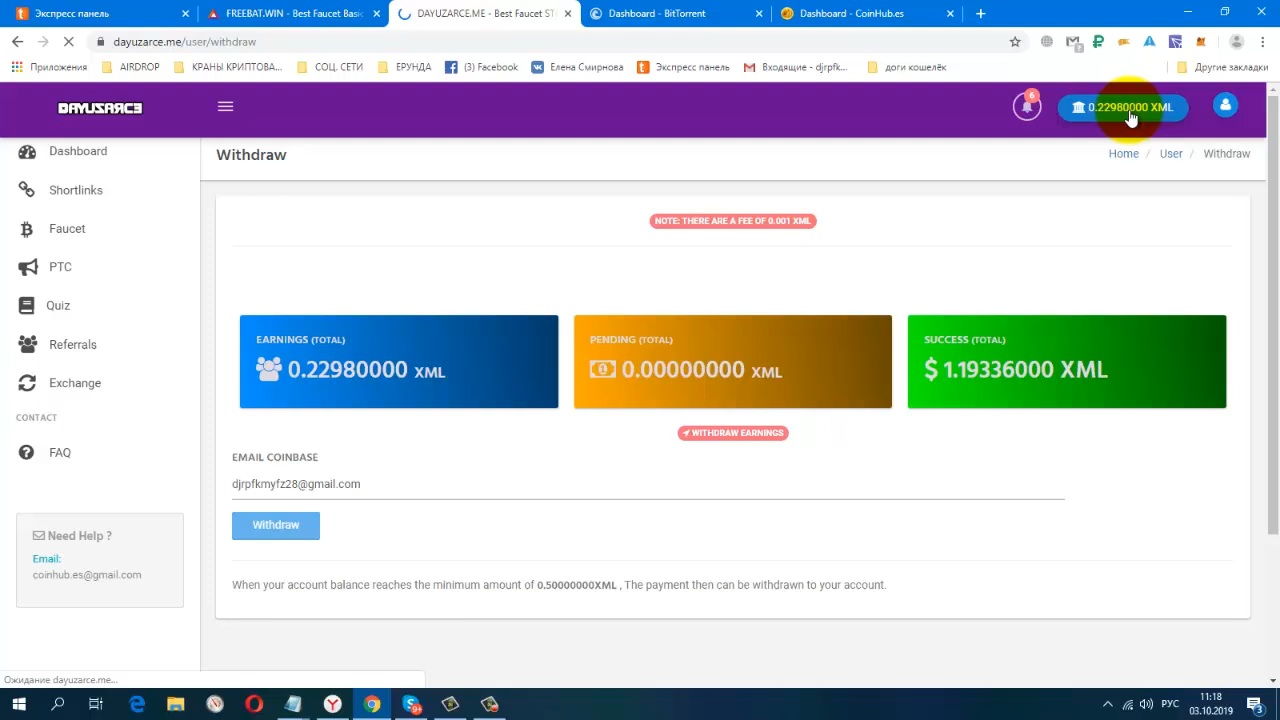 Экспресс панель
FREEBAT.WIN - Best Faucet Basic
DAYUZARCE.ME - Best Faucet ST
Dashboard - BitTorrent
Dashboard - CoinHub.es
dayuzarce.me/user/withdraw
Приложения
AIRDROP
КРАНЫ КРИПТОВА...
СОЦ. СЕТИ
ЕРУНДА
(3) Facebook
Елена Смирнова
Экспресс панель
Входящие - djrpfk...
доги кошелёк
Другие закладки
DAYUZARCE
6
0.22980000 XML
Dashboard
Shortlinks
Faucet
PTC
Quiz
Referrals
Exchange
CONTACT
FAQ
Need Help ?
Email:
coinhub.es@gmail.com
Withdraw
Home / User / Withdraw
NOTE: THERE ARE A FEE OF 0.001 XML
EARNINGS (TOTAL)
0.22980000 XML
PENDING (TOTAL)
0.00000000 XML
SUCCESS (TOTAL)
$ 1.19336000 XML
WITHDRAW EARNINGS
EMAIL COINBASE
djrpfkmyfz28@gmail.com
Withdraw
When your account balance reaches the minimum amount of 0.50000000XML , The payment then can be withdrawn to your account.
Ожидание dayuzarce.me...
9+
РУС
11:18
03.10.2019
3